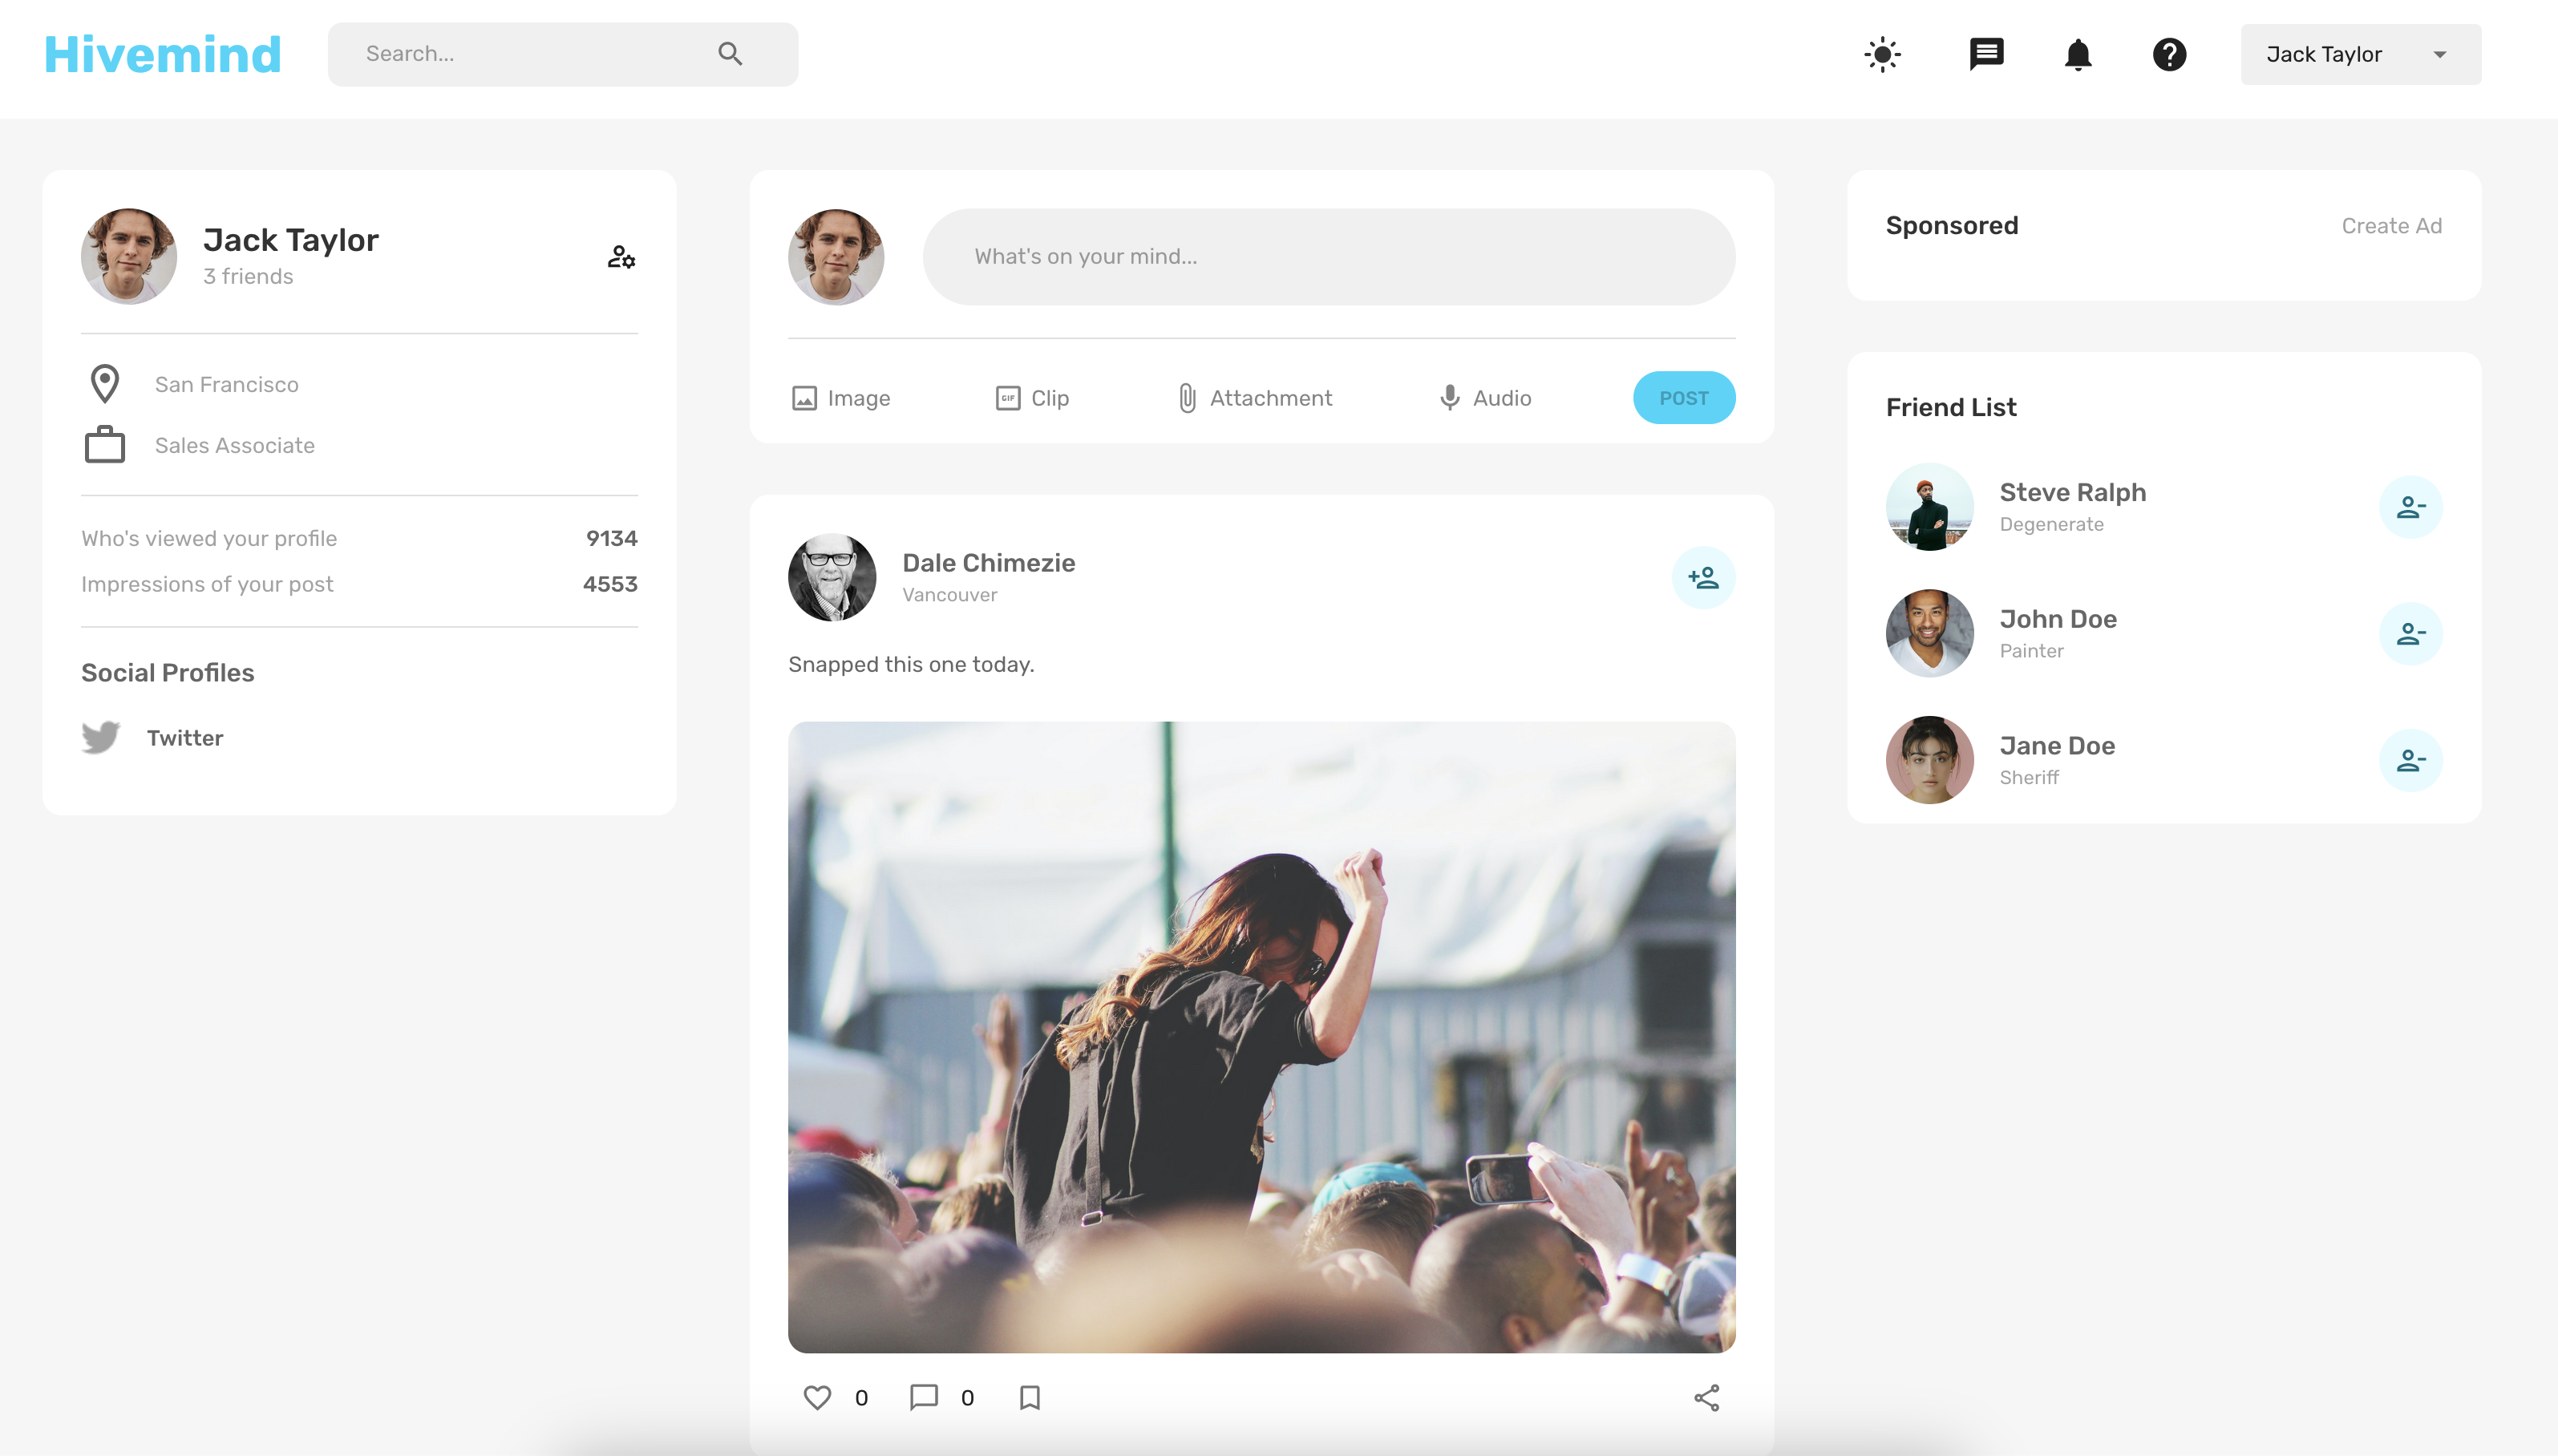 Hivemind
Search...
Jack Taylor
Jack Taylor
3 friends
San Francisco
Sales Associate
Who's viewed your profile 9134
Impressions of your post 4553
Social Profiles
Twitter
What's on your mind...
Image
GIF
Clip
Attachment
Audio
POST
Dale Chimezie
Vancouver
Snapped this one today.
0
0
Sponsored
Create Ad
Friend List
Steve Ralph
Degenerate
John Doe
Painter
Jane Doe
Sheriff